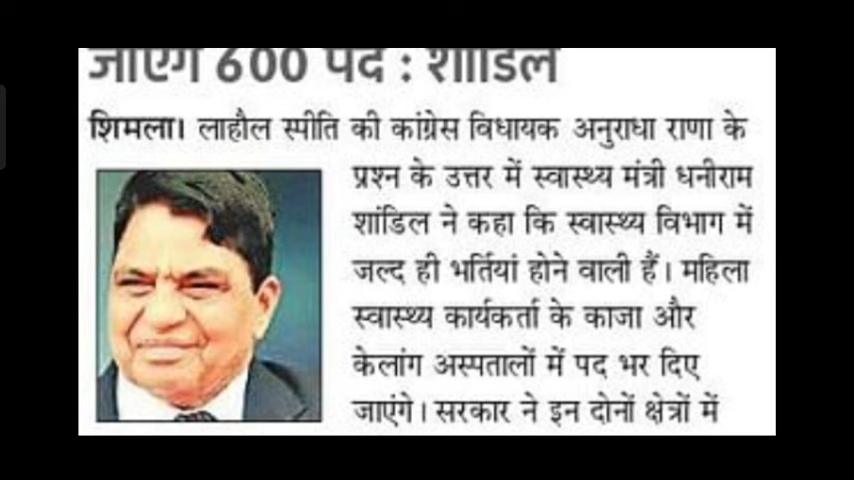 जाएंगे 600 पद : शांडिल
शिमला। लाहौल स्पीति की कांग्रेस विधायक अनुराधा राणा के
प्रश्न के उत्तर में स्वास्थ्य मंत्री धनीराम
शांडिल ने कहा कि स्वास्थ्य विभाग में
जल्द ही भर्तियां होने वाली हैं। महिला
स्वास्थ्य कार्यकर्ता के काजा और
केलांग अस्पतालों में पद भर दिए
जाएंगे। सरकार ने इन दोनों क्षेत्रों में